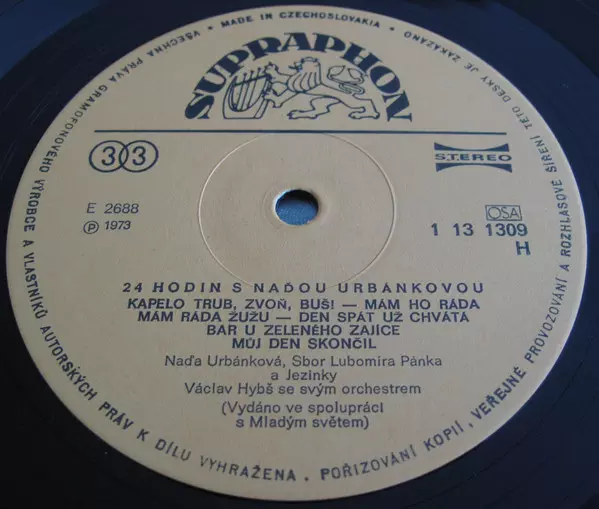 VŠECHNA PRÁVA GRAMOFONOVÉHO VÝROBCE A VLASTNÍKŮ AUTORSKÝCH PRÁV K DÍLU VYHRAŽENA. POŘIZOVÁNÍ KOPIÍ, VEŘEJNÉ PROVOZOVÁNÍ A ROZHLASOVÉ ŠÍŘENÍ TÉTO DESKY JE ZAKÁZÁNO
• MADE IN CZECHOSLOVAKIA •
SUPRAPHON
33
STEREO
E 2688
Ⓟ 1973
OSA
1 13 1309
H
24 HODIN S NAĎOU URBÁNKOVOU
KAPELO TRUB, ZVOŇ, BUŠ! — MÁM HO RÁDA
MÁM RÁDA ŽUŽU — DEN SPÁT UŽ CHVÁTÁ
BAR U ZELENÉHO ZAJÍCE
MŮJ DEN SKONČIL
Naďa Urbánková, Sbor Lubomíra Pánka
a Jezinky
Václav Hybš se svým orchestrem
(Vydáno ve spolupráci
s Mladým světem)